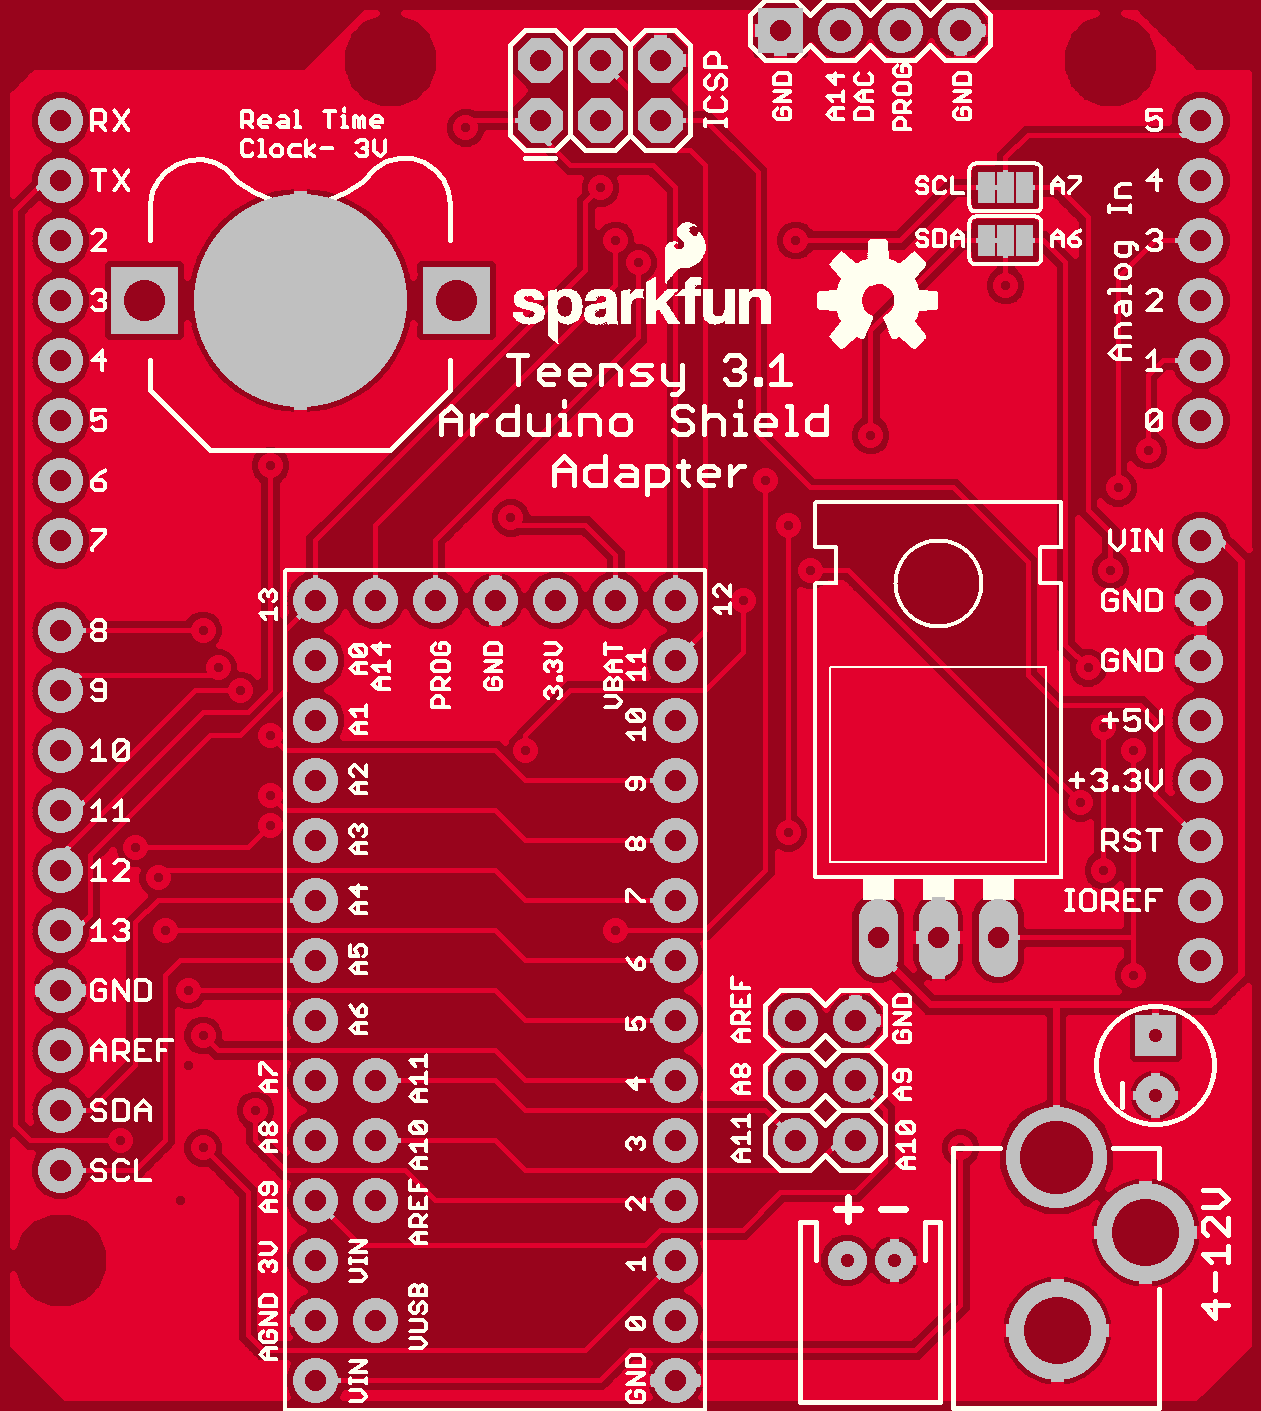 GND
A14
DAC
PROG
GND
ICSP
RX
TX
2
3
4
5
6
7
Real Time
Clock- 3V
SCL
A7
SDA
A6
5
4
3
2
1
0
Analog In
sparkfun
Teensy 3.1
Arduino Shield
Adapter
8
9
10
11
12
13
GND
AREF
SDA
SCL
VIN
GND
GND
+5V
+3.3V
RST
IOREF
13
A0
A14
PROG
GND
3.3V
VBAT
12
11
10
9
8
7
6
5
4
3
2
1
0
GND
A1
A2
A3
A4
A5
A6
A7
A11
A8
A10
A9
AREF
3V
VIN
AGND
VUSB
VIN
AREF
GND
A8
A9
A11
A10
+ -
4-12V